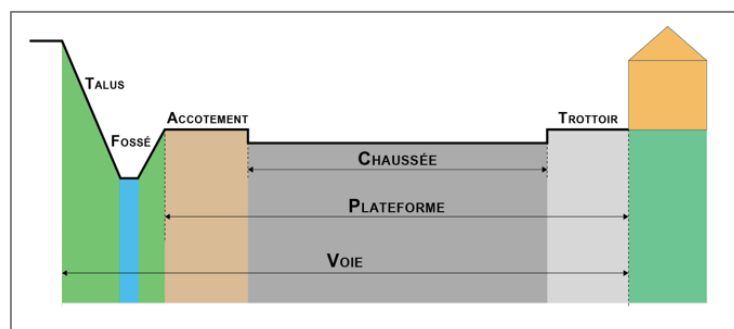 Talus
Accotement
Trottoir
Fossé
Chaussée
Plateforme
Voie